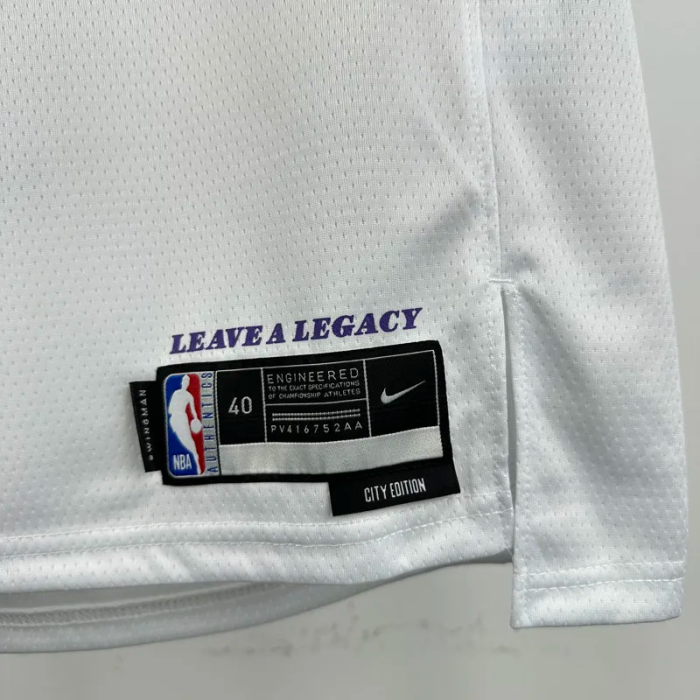 LEAVE A LEGACY
SWINGMAN
NBA
AUTHENTICS
40
ENGINEERED
TO THE EXACT SPECIFICATIONS
OF CHAMPIONSHIP ATHLETES
PV416752AA
CITY EDITION